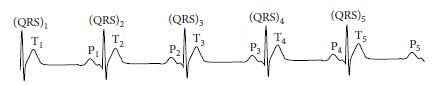 (QRS)₁ (QRS)₂ (QRS)₃ (QRS)₄ (QRS)₅
T₁ P₁ T₂ P₂ T₃ P₃ T₄ P₄ T₅ P₅